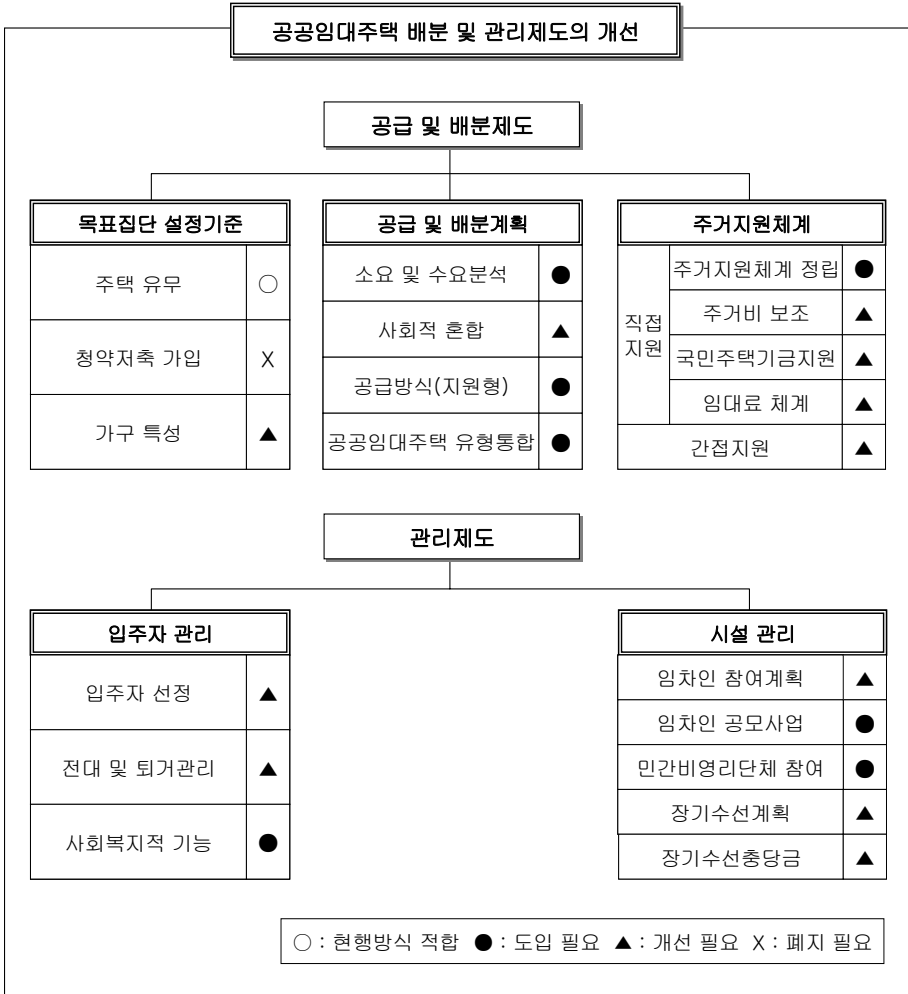 공공임대주택 배분 및 관리제도의 개선
공급 및 배분제도
목표집단 설정기준
주택 유무 ○
청약저축 가입 X
가구 특성 ▲
공급 및 배분계획
소요 및 수요분석 ●
사회적 혼합 ▲
공급방식(지원형) ●
공공임대주택 유형통합 ●
주거지원체계
직접
지원
주거지원체계 정립 ●
주거비 보조 ▲
국민주택기금지원 ▲
임대료 체계 ▲
간접지원 ▲
관리제도
입주자 관리
입주자 선정 ▲
전대 및 퇴거관리 ▲
사회복지적 기능 ●
시설 관리
임차인 참여계획 ▲
임차인 공모사업 ●
민간비영리단체 참여 ●
장기수선계획 ▲
장기수선충당금 ▲
○ : 현행방식 적합 ● : 도입 필요 ▲ : 개선 필요 X : 폐지 필요